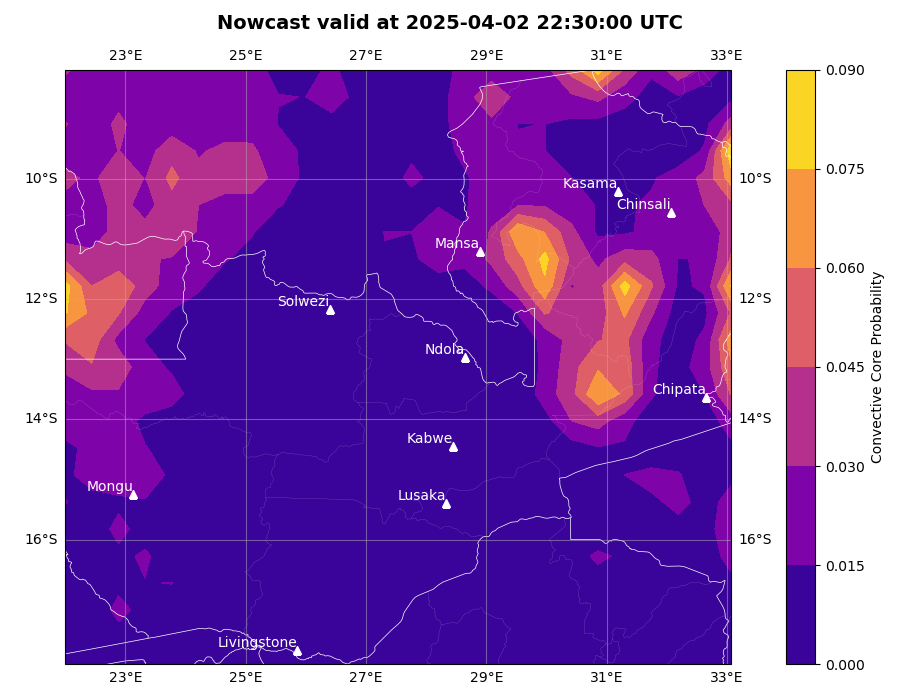 Nowcast valid at 2025-04-02 22:30:00 UTC
23°E 25°E 27°E 29°E 31°E 33°E
0.090
0.075
10°S Kasama 10°S
Chinsali
Mansa
0.060
12°S Solwezi 12°S
Ndola
0.045
Chipata
14°S 14°S
Kabwe
0.030
Mongu
Lusaka
16°S 16°S
0.015
Livingstone
0.000
23°E 25°E 27°E 29°E 31°E 33°E
Convective Core Probability